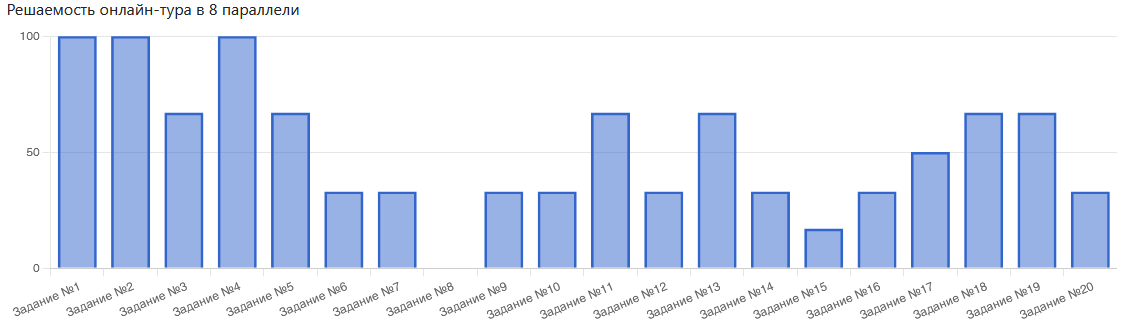 Решаемость онлайн-тура в 8 параллели
100
50
0
Задание №1
Задание №2
Задание №3
Задание №4
Задание №5
Задание №6
Задание №7
Задание №8
Задание №9
Задание №10
Задание №11
Задание №12
Задание №13
Задание №14
Задание №15
Задание №16
Задание №17
Задание №18
Задание №19
Задание №20